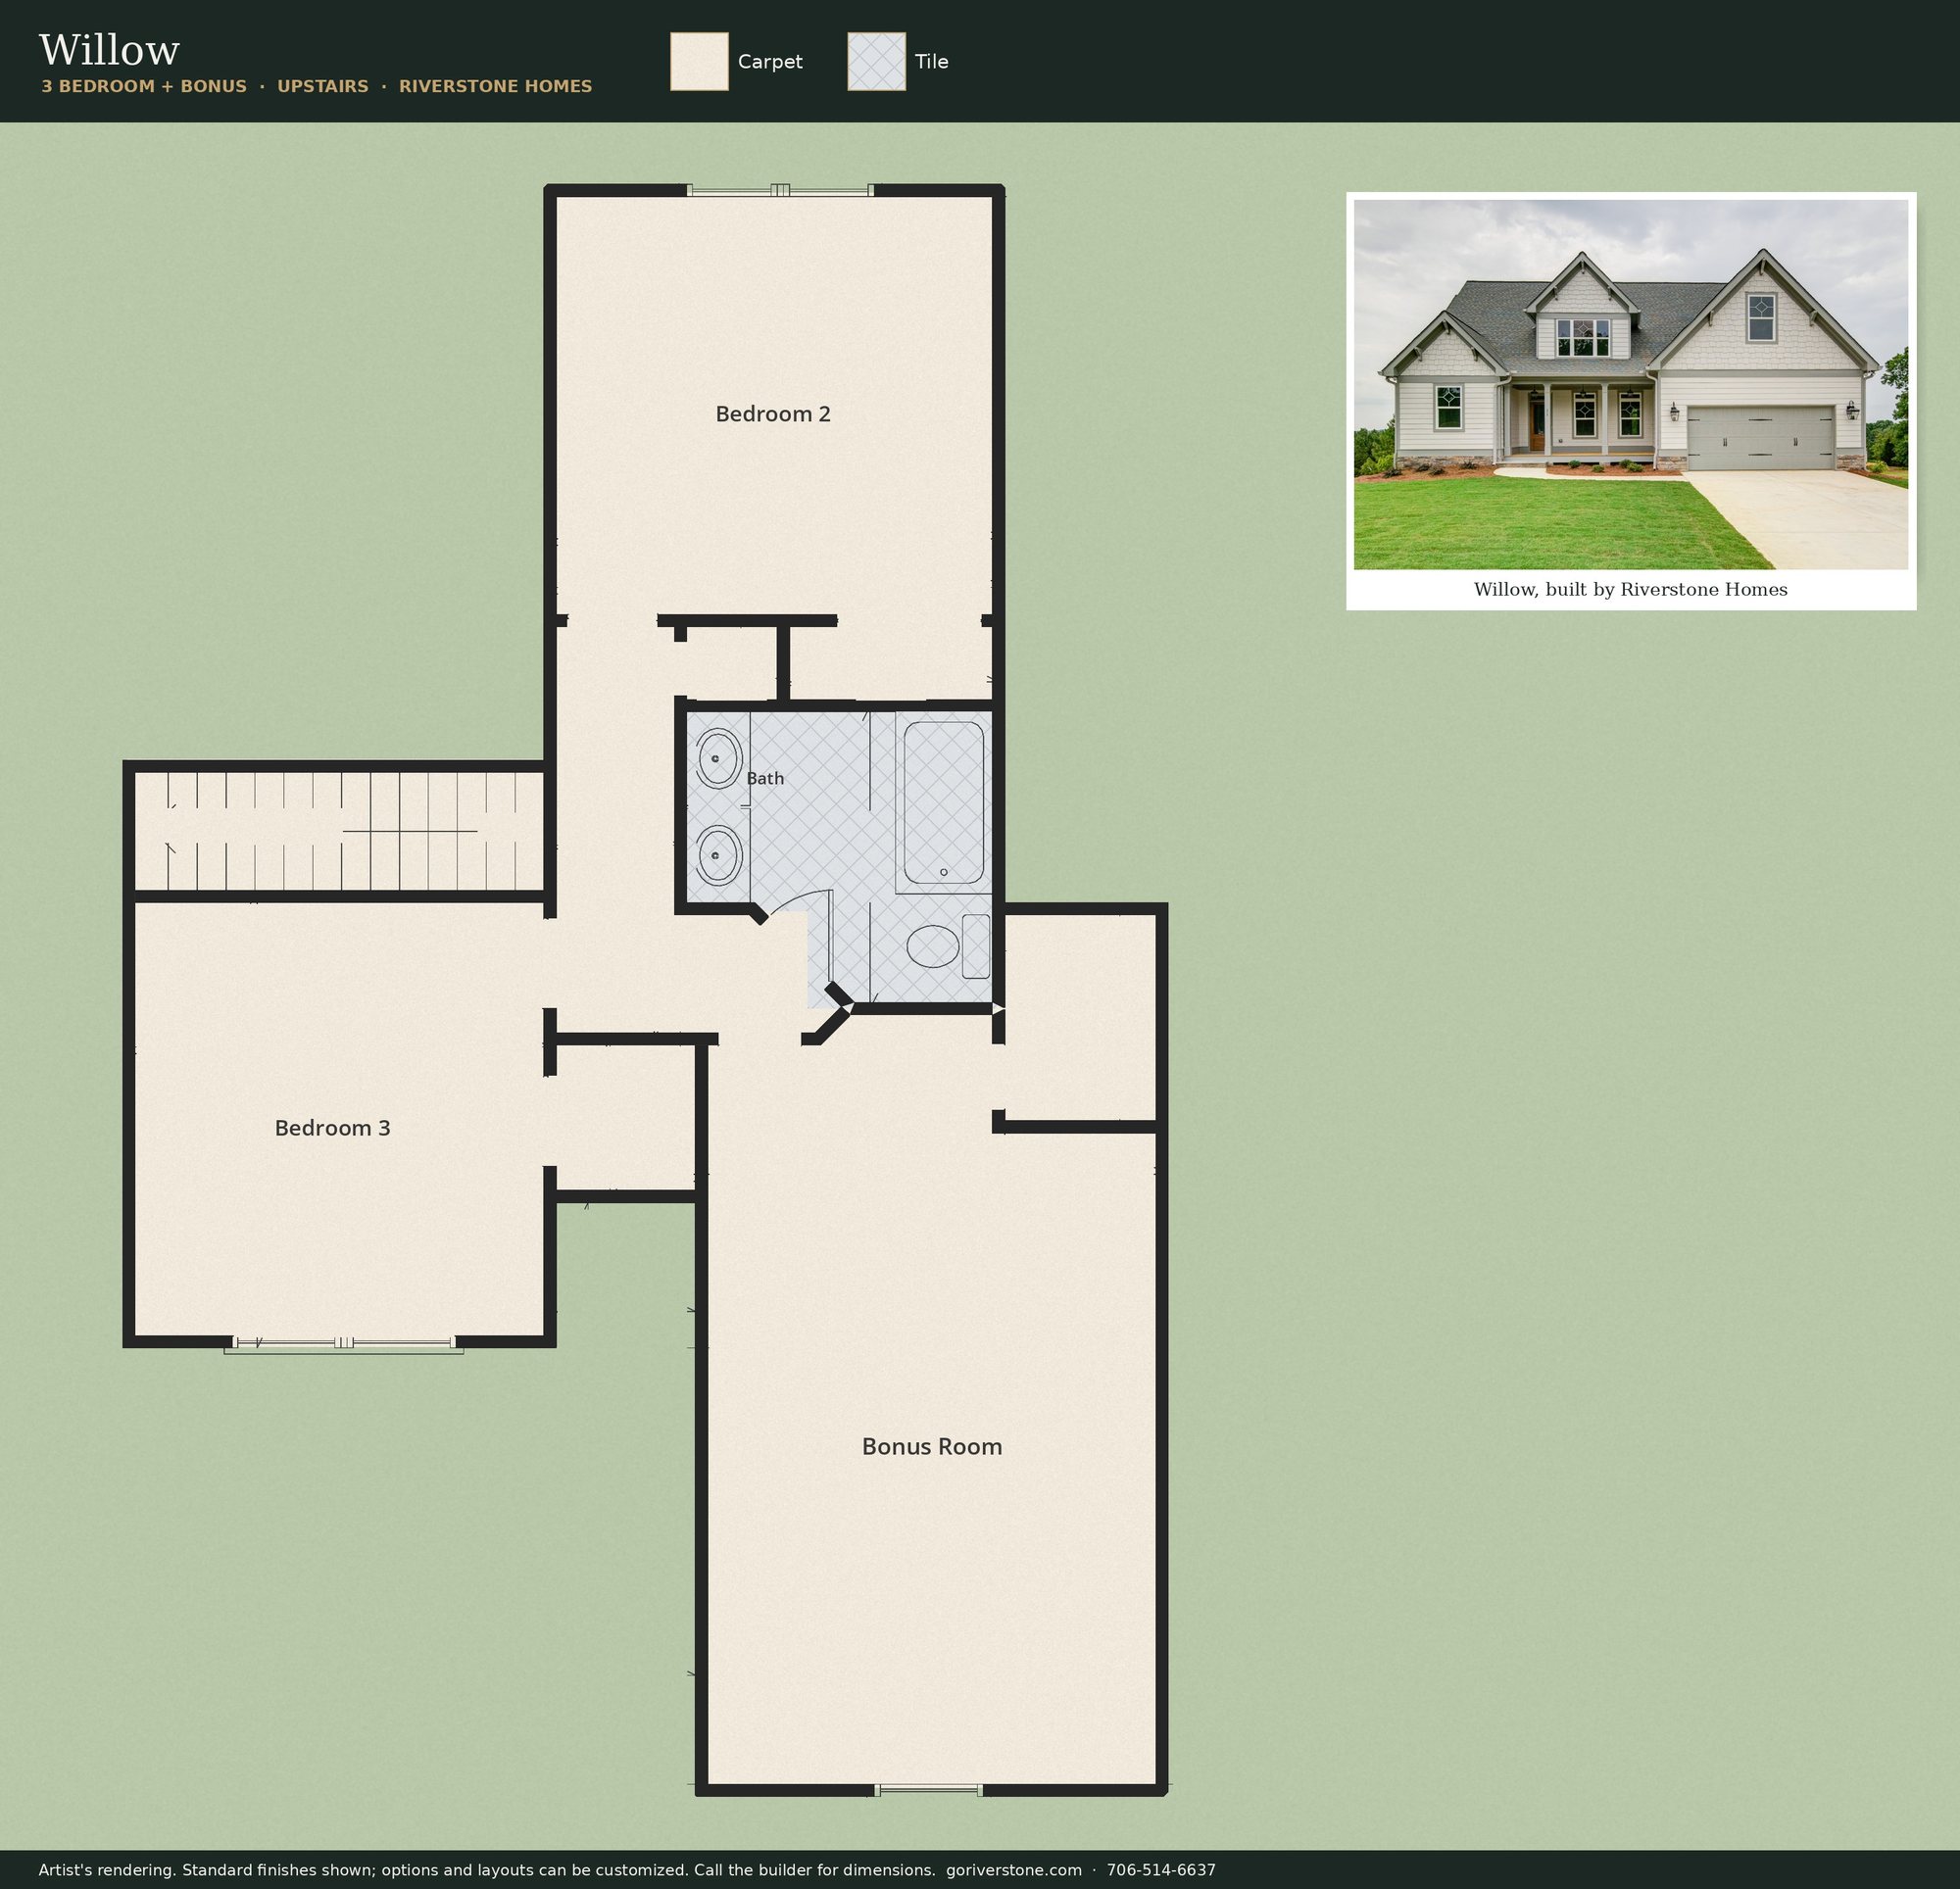 Willow
3 BEDROOM + BONUS · UPSTAIRS · RIVERSTONE HOMES
Carpet
Tile
Bedroom 2
Willow, built by Riverstone Homes
Bath
Bedroom 3
Bonus Room
Artist's rendering. Standard finishes shown; options and layouts can be customized. Call the builder for dimensions. goriverstone.com · 706-514-6637